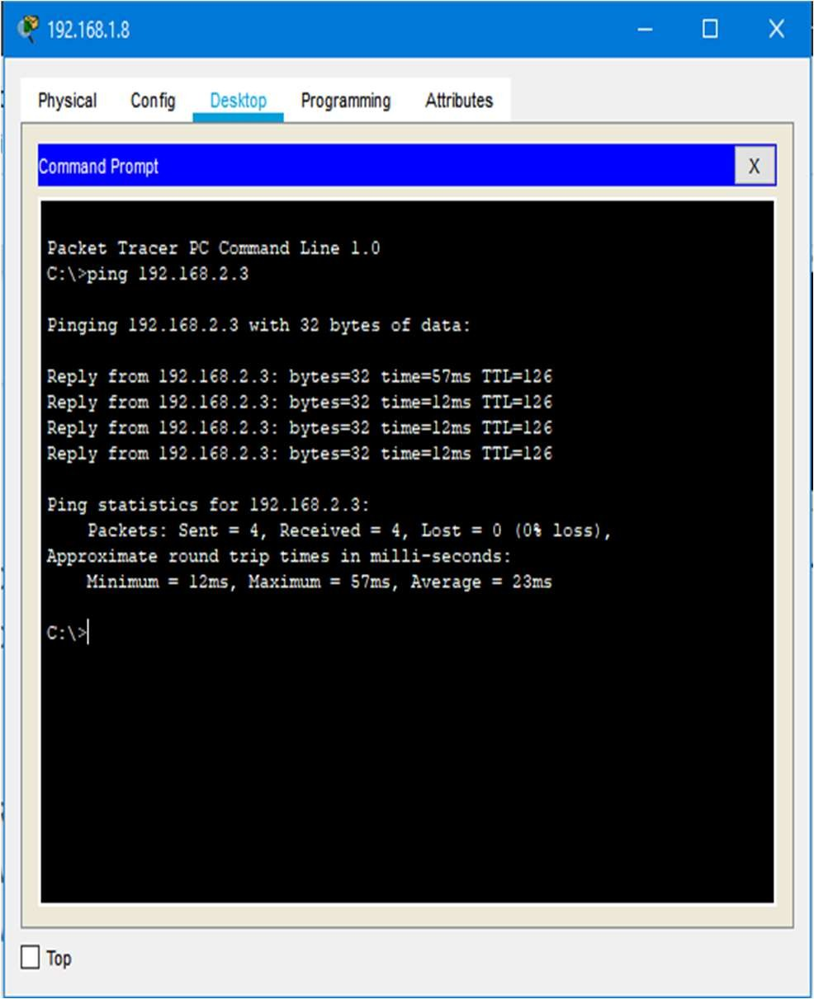 192.168.1.8
Physical Config Desktop Programming Attributes
Command Prompt X
Packet Tracer PC Command Line 1.0
C:\>ping 192.168.2.3
Pinging 192.168.2.3 with 32 bytes of data:
Reply from 192.168.2.3: bytes=32 time=57ms TTL=126
Reply from 192.168.2.3: bytes=32 time=12ms TTL=126
Reply from 192.168.2.3: bytes=32 time=12ms TTL=126
Reply from 192.168.2.3: bytes=32 time=12ms TTL=126
Ping statistics for 192.168.2.3:
Packets: Sent = 4, Received = 4, Lost = 0 (0% loss),
Approximate round trip times in milli-seconds:
Minimum = 12ms, Maximum = 57ms, Average = 23ms
C:\>
Top